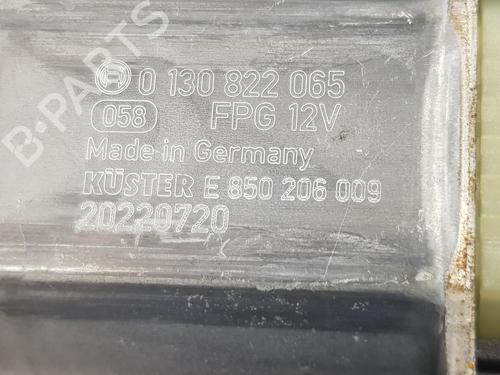 B-PARTS
0 130 822 065
058 FPG 12V
Made in Germany
KÜSTER E 850 206 009
20220720